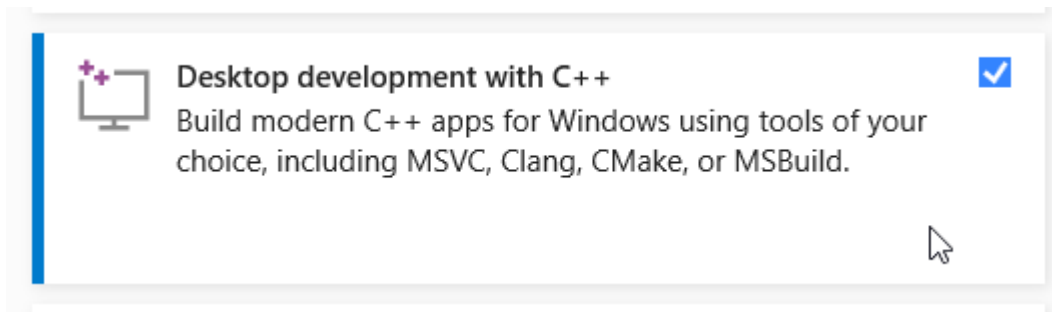 Desktop development with C++
Build modern C++ apps for Windows using tools of your
choice, including MSVC, Clang, CMake, or MSBuild.